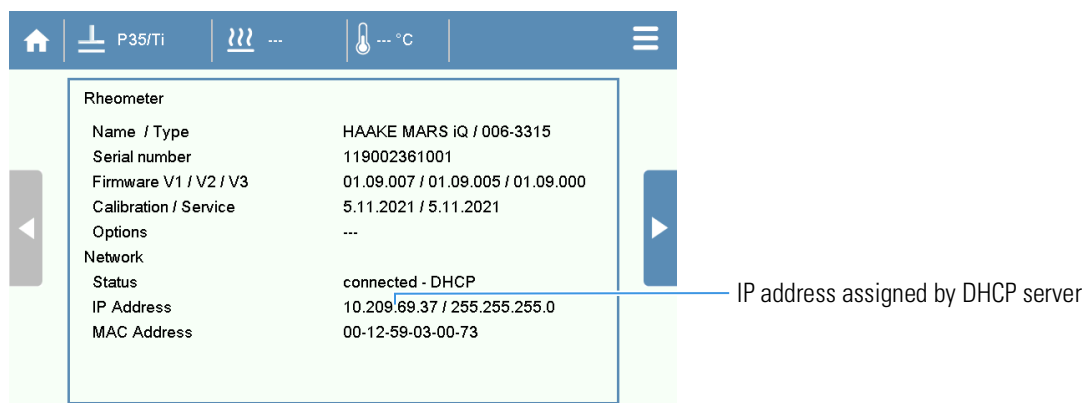 P35/Ti --- --- °C
Rheometer
Name / Type HAAKE MARS iQ / 006-3315
Serial number 119002361001
Firmware V1 / V2 / V3 01.09.007 / 01.09.005 / 01.09.000
Calibration / Service 5.11.2021 / 5.11.2021
Options ---
Network
Status connected - DHCP
IP Address 10.209.69.37 / 255.255.255.0
IP address assigned by DHCP server
MAC Address 00-12-59-03-00-73